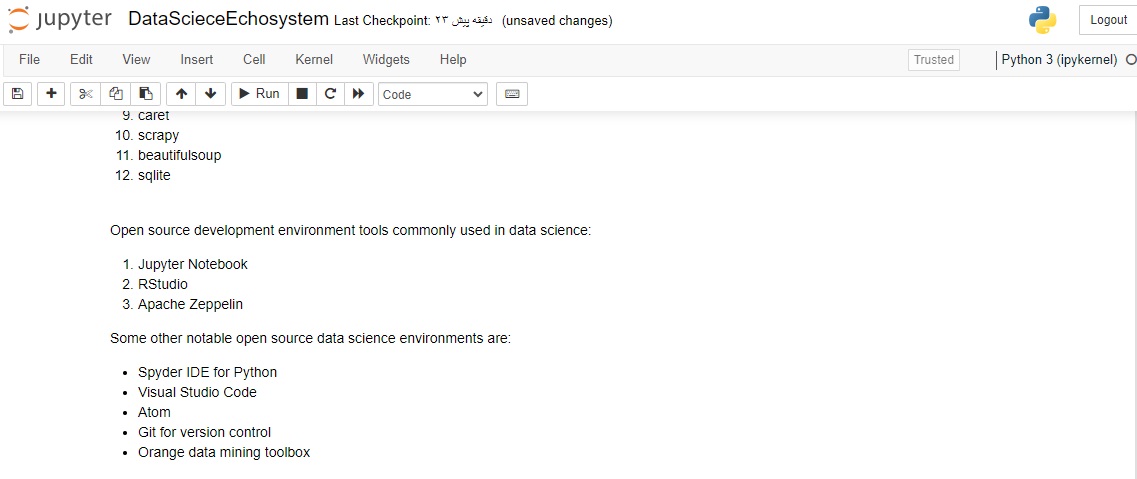 jupyter DataScieceEchosystem Last Checkpoint: ۲۳ دقیقه پیش (unsaved changes) Logout
File Edit View Insert Cell Kernel Widgets Help Trusted Python 3 (ipykernel)
Run Code
9. caret
10. scrapy
11. beautifulsoup
12. sqlite
Open source development environment tools commonly used in data science:
1. Jupyter Notebook
2. RStudio
3. Apache Zeppelin
Some other notable open source data science environments are:
• Spyder IDE for Python
• Visual Studio Code
• Atom
• Git for version control
• Orange data mining toolbox